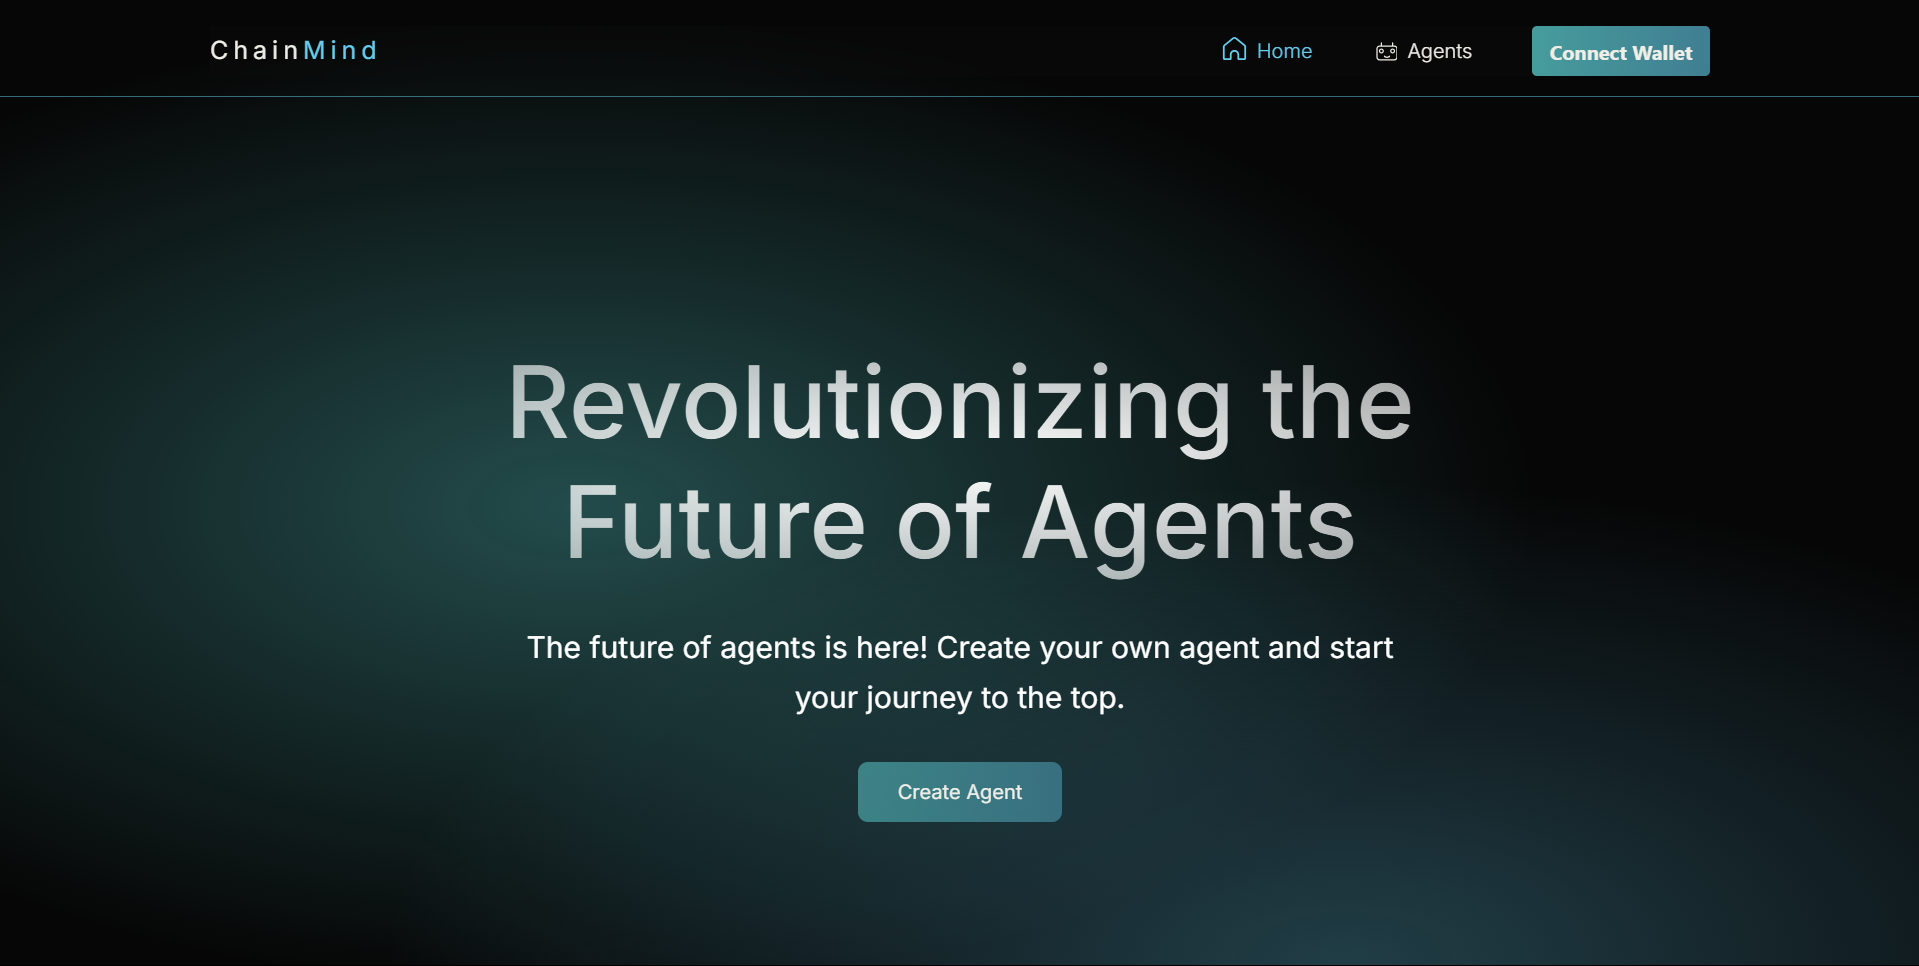 ChainMind
Home
Agents
Connect Wallet
Revolutionizing the
Future of Agents
The future of agents is here! Create your own agent and start
your journey to the top.
Create Agent